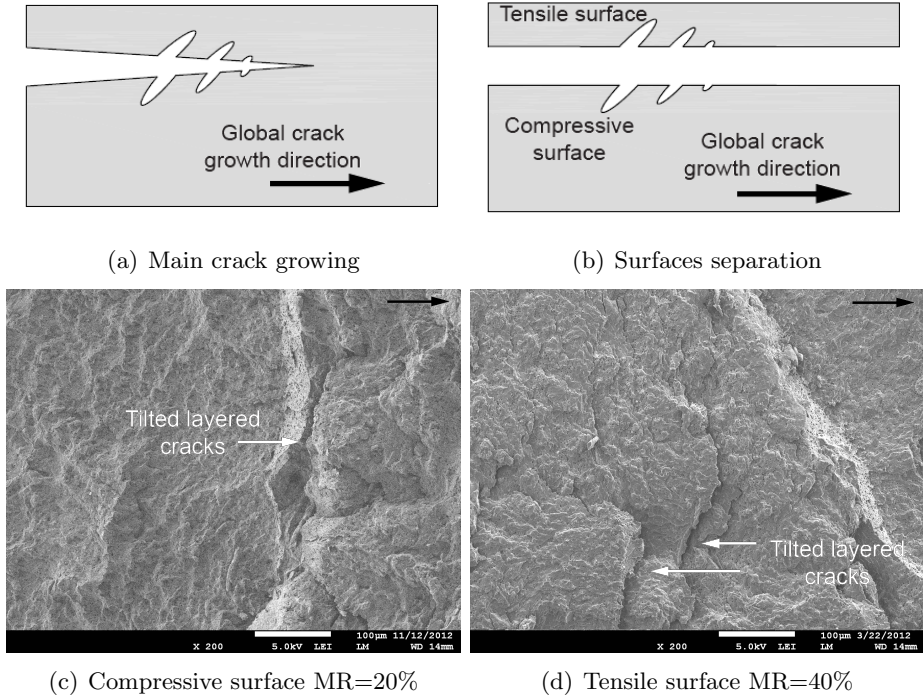 Global crack
growth direction
Tensile surface
Compressive
surface
Global crack
growth direction
(a) Main crack growing
(b) Surfaces separation
Tilted layered
cracks
100µm 11/12/2012
X 200 5.0kV LEI LM WD 14mm
Tilted layered
cracks
100µm 3/22/2012
X 200 5.0kV LEI LM WD 14mm
(c) Compressive surface MR=20%
(d) Tensile surface MR=40%